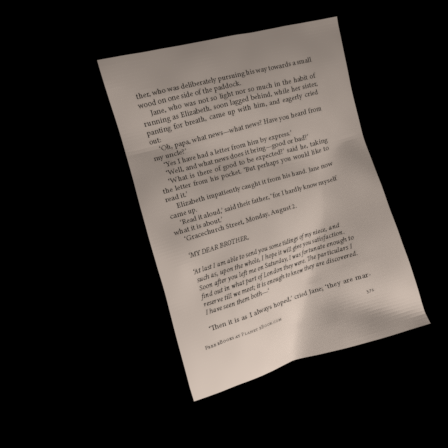 ther, who was deliberately pursuing his way towards a small
wood on one side of the paddock.
Jane, who was not so light nor so much in the habit of
running as Elizabeth, soon lagged behind, while her sister,
panting for breath, came up with him, and eagerly cried
out:
'Oh, papa, what news—what news? Have you heard from
my uncle?'
'Yes I have had a letter from him by express.'
'Well, and what news does it bring—good or bad?'
'What is there of good to be expected?' said he, taking
the letter from his pocket. 'But perhaps you would like to
read it.'
Elizabeth impatiently caught it from his hand. Jane now
came up.
'Read it aloud,' said their father, 'for I hardly know myself
what it is about.'
'Gracechurch Street, Monday, August 2.
'MY DEAR BROTHER,
'At last I am able to send you some tidings of my niece, and
such as, upon the whole, I hope it will give you satisfaction.
Soon after you left me on Saturday, I was fortunate enough to
find out in what part of London they were. The particulars I
reserve till we meet; it is enough to know they are discovered.
I have seen them both—'
'Then it is as I always hoped,' cried Jane; 'they are mar-